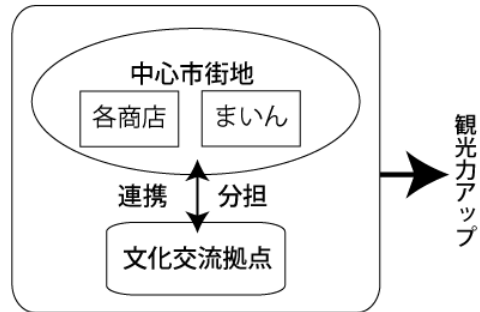 中心市街地
各商店
まいん
連携
分担
文化交流拠点
観光力アップ